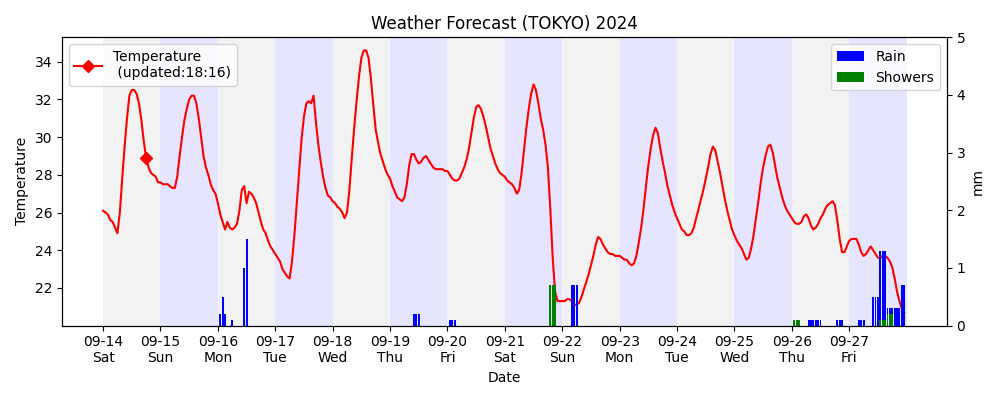 Weather Forecast (TOKYO) 2024
Temperature
(updated:18:16)
Rain
Showers
Temperature
34
32
30
28
26
24
22
5
4
3
2
1
0
mm
09-14 09-15 09-16 09-17 09-18 09-19 09-20 09-21 09-22 09-23 09-24 09-25 09-26 09-27
Sat Sun Mon Tue Wed Thu Fri Sat Sun Mon Tue Wed Thu Fri
Date